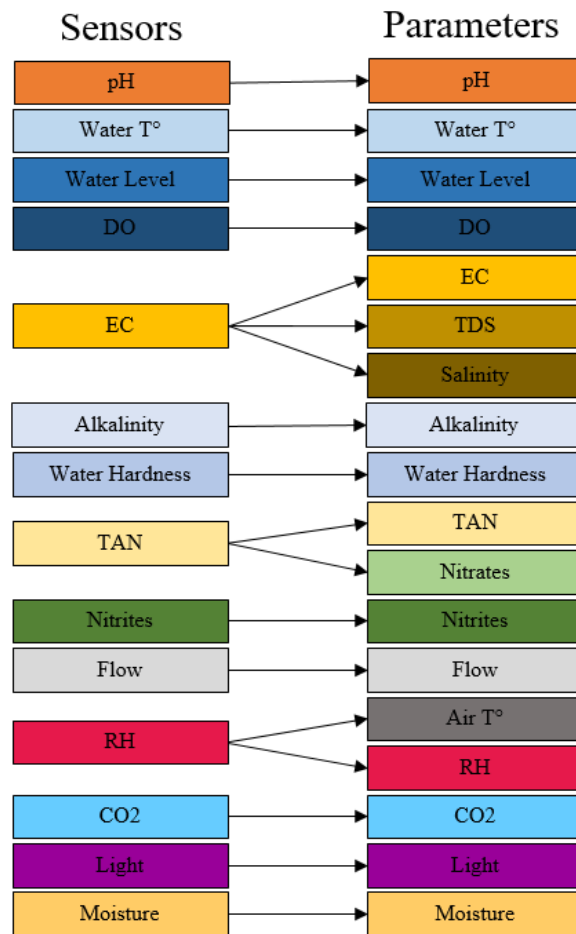 Sensors
Parameters
pH
pH
Water T°
Water T°
Water Level
Water Level
DO
DO
EC
EC
TDS
Salinity
Alkalinity
Alkalinity
Water Hardness
Water Hardness
TAN
TAN
Nitrates
Nitrites
Nitrites
Flow
Flow
RH
Air T°
RH
CO2
CO2
Light
Light
Moisture
Moisture